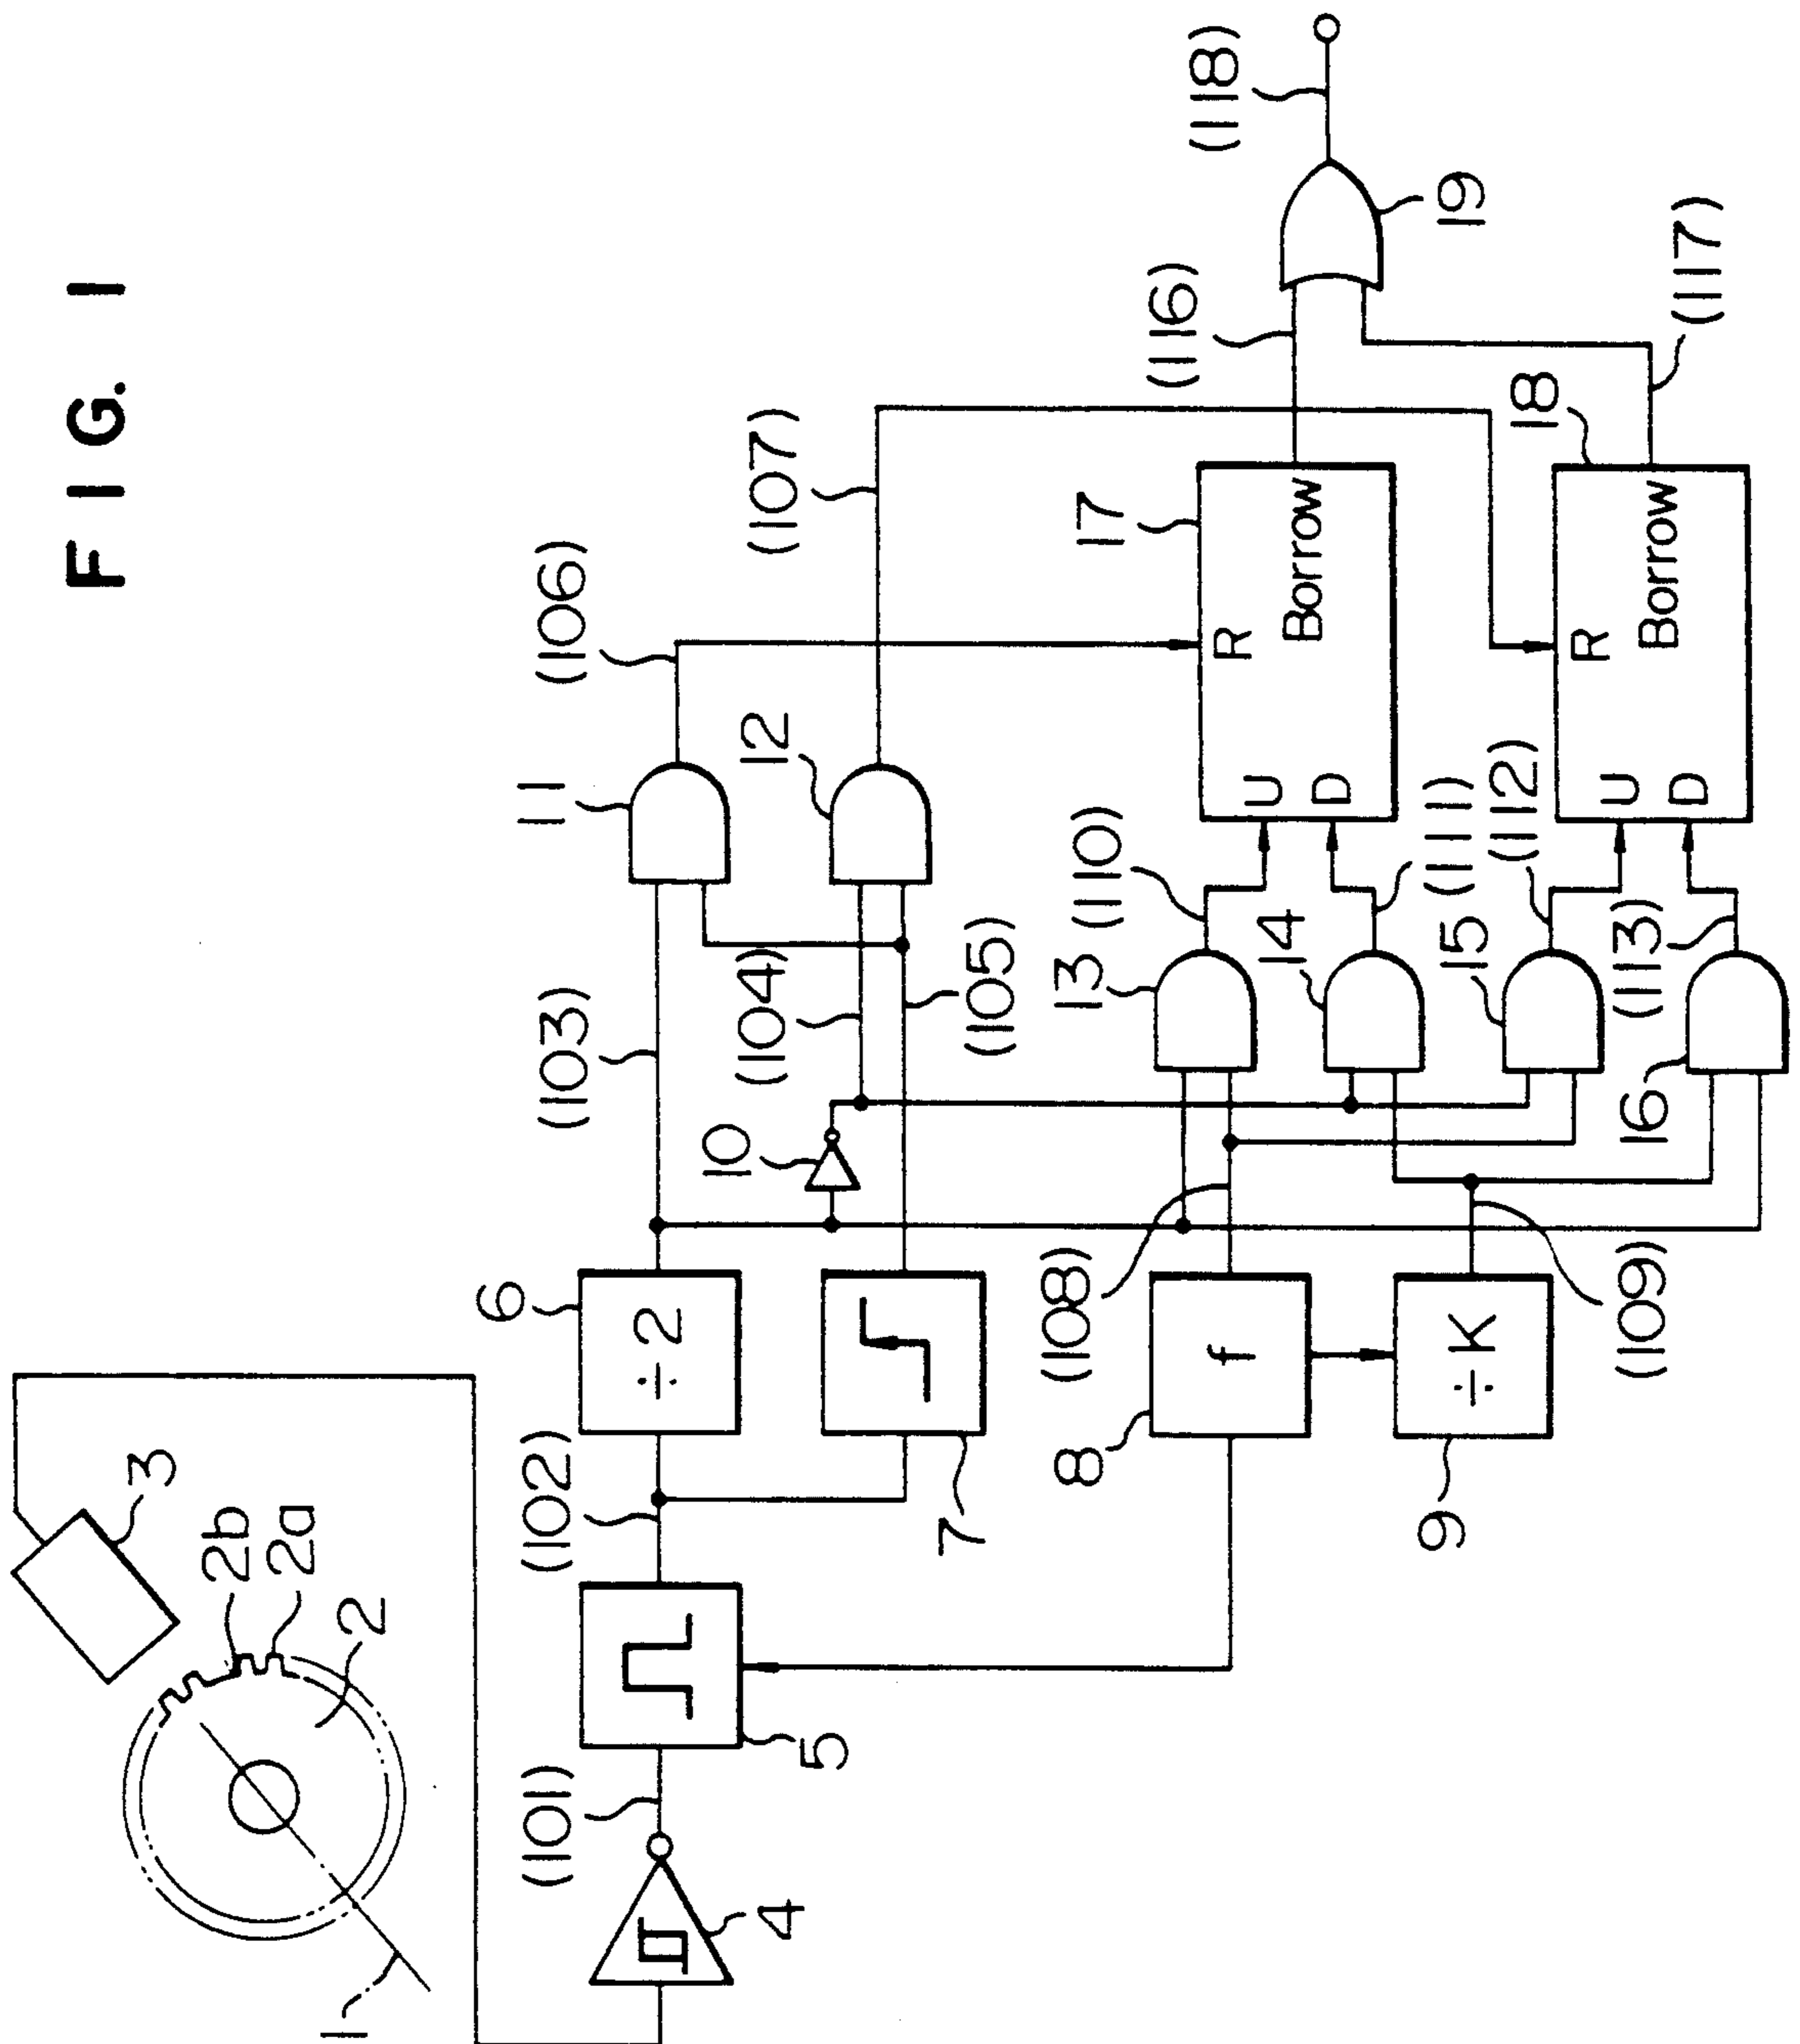 FIG. 1
1
2
2a
2b
3
4
(101)
5
(102)
6
÷2
7
(103)
10
(104)
(105)
11
12
(106)
(107)
8
f
(108)
9
÷K
(109)
13
(110)
14
(111)
15
(112)
16
(113)
17
U
D
R
Borrow
18
U
D
R
Borrow
(116)
(117)
19
(118)